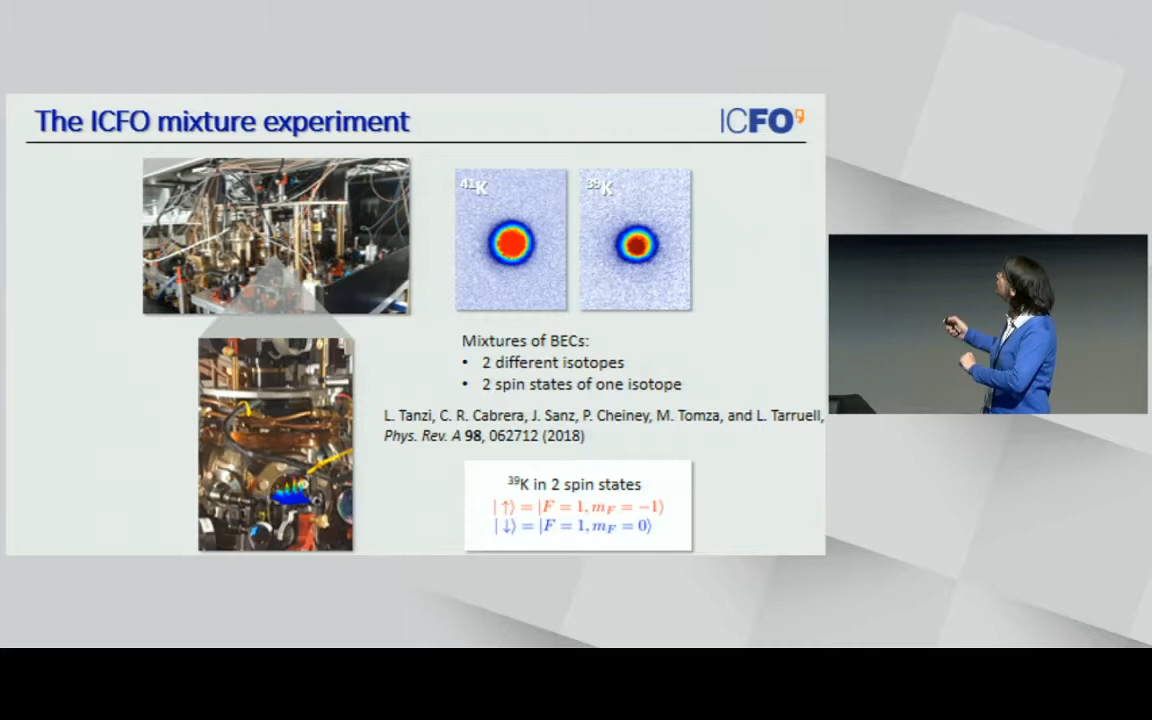 The ICFO mixture experiment
ICFO
⁴¹K
³⁹K
Mixtures of BECs:
• 2 different isotopes
• 2 spin states of one isotope
L. Tanzi, C. R. Cabrera, J. Sanz, P. Cheiney, M. Tomza, and L. Tarruell,
Phys. Rev. A 98, 062712 (2018)
³⁹K in 2 spin states
|↑⟩ = |F = 1, m_F = −1⟩
|↓⟩ = |F = 1, m_F = 0⟩